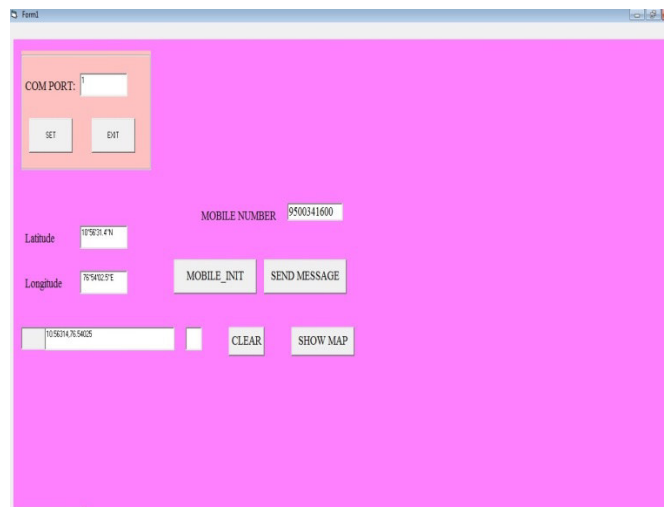 Form1
COM PORT:
1
SET
EXIT
MOBILE NUMBER
9500341600
Latitude
10°56'31.4"N
Longitude
76°54'02.5"E
MOBILE_INIT
SEND MESSAGE
10:56314,76.54025
CLEAR
SHOW MAP